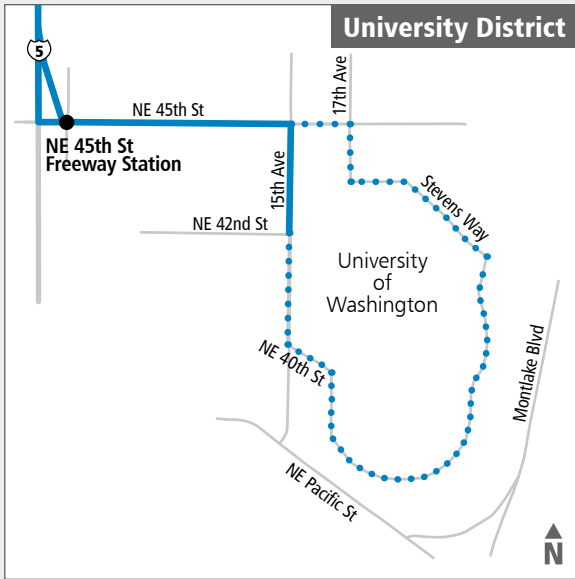 University District
5
17th Ave
NE 45th St
NE 45th St
Freeway Station
15th Ave
Stevens Way
NE 42nd St
University
of
Washington
NE 40th St
Montlake Blvd
NE Pacific St
N